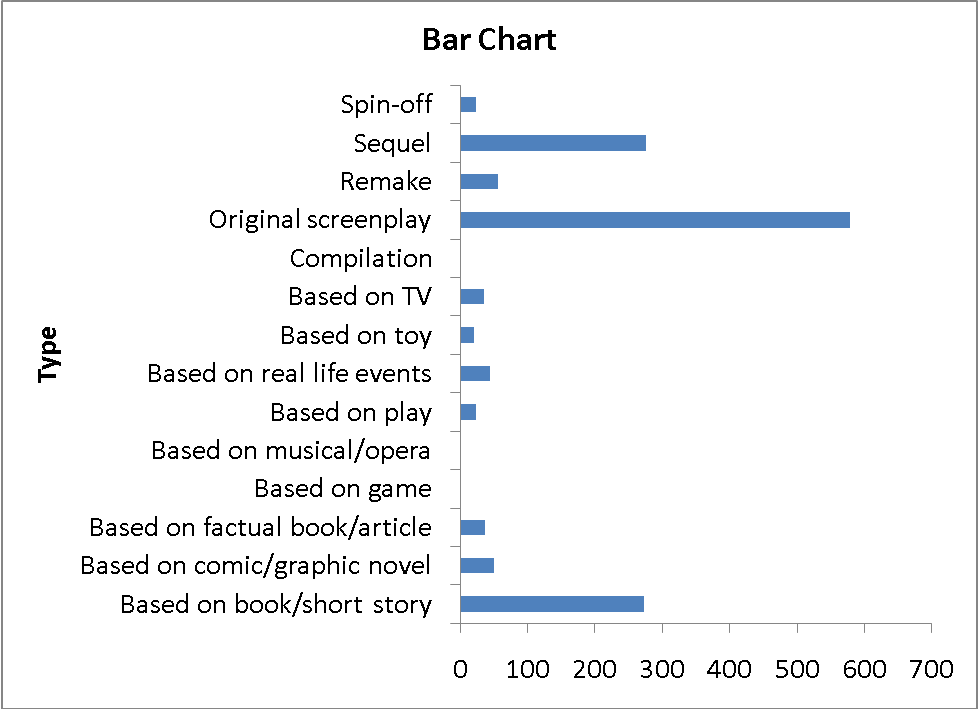 Bar Chart
Spin-off
Sequel
Remake
Original screenplay
Compilation
Based on TV
Based on toy
Based on real life events
Based on play
Based on musical/opera
Based on game
Based on factual book/article
Based on comic/graphic novel
Based on book/short story
Type
0 100 200 300 400 500 600 700